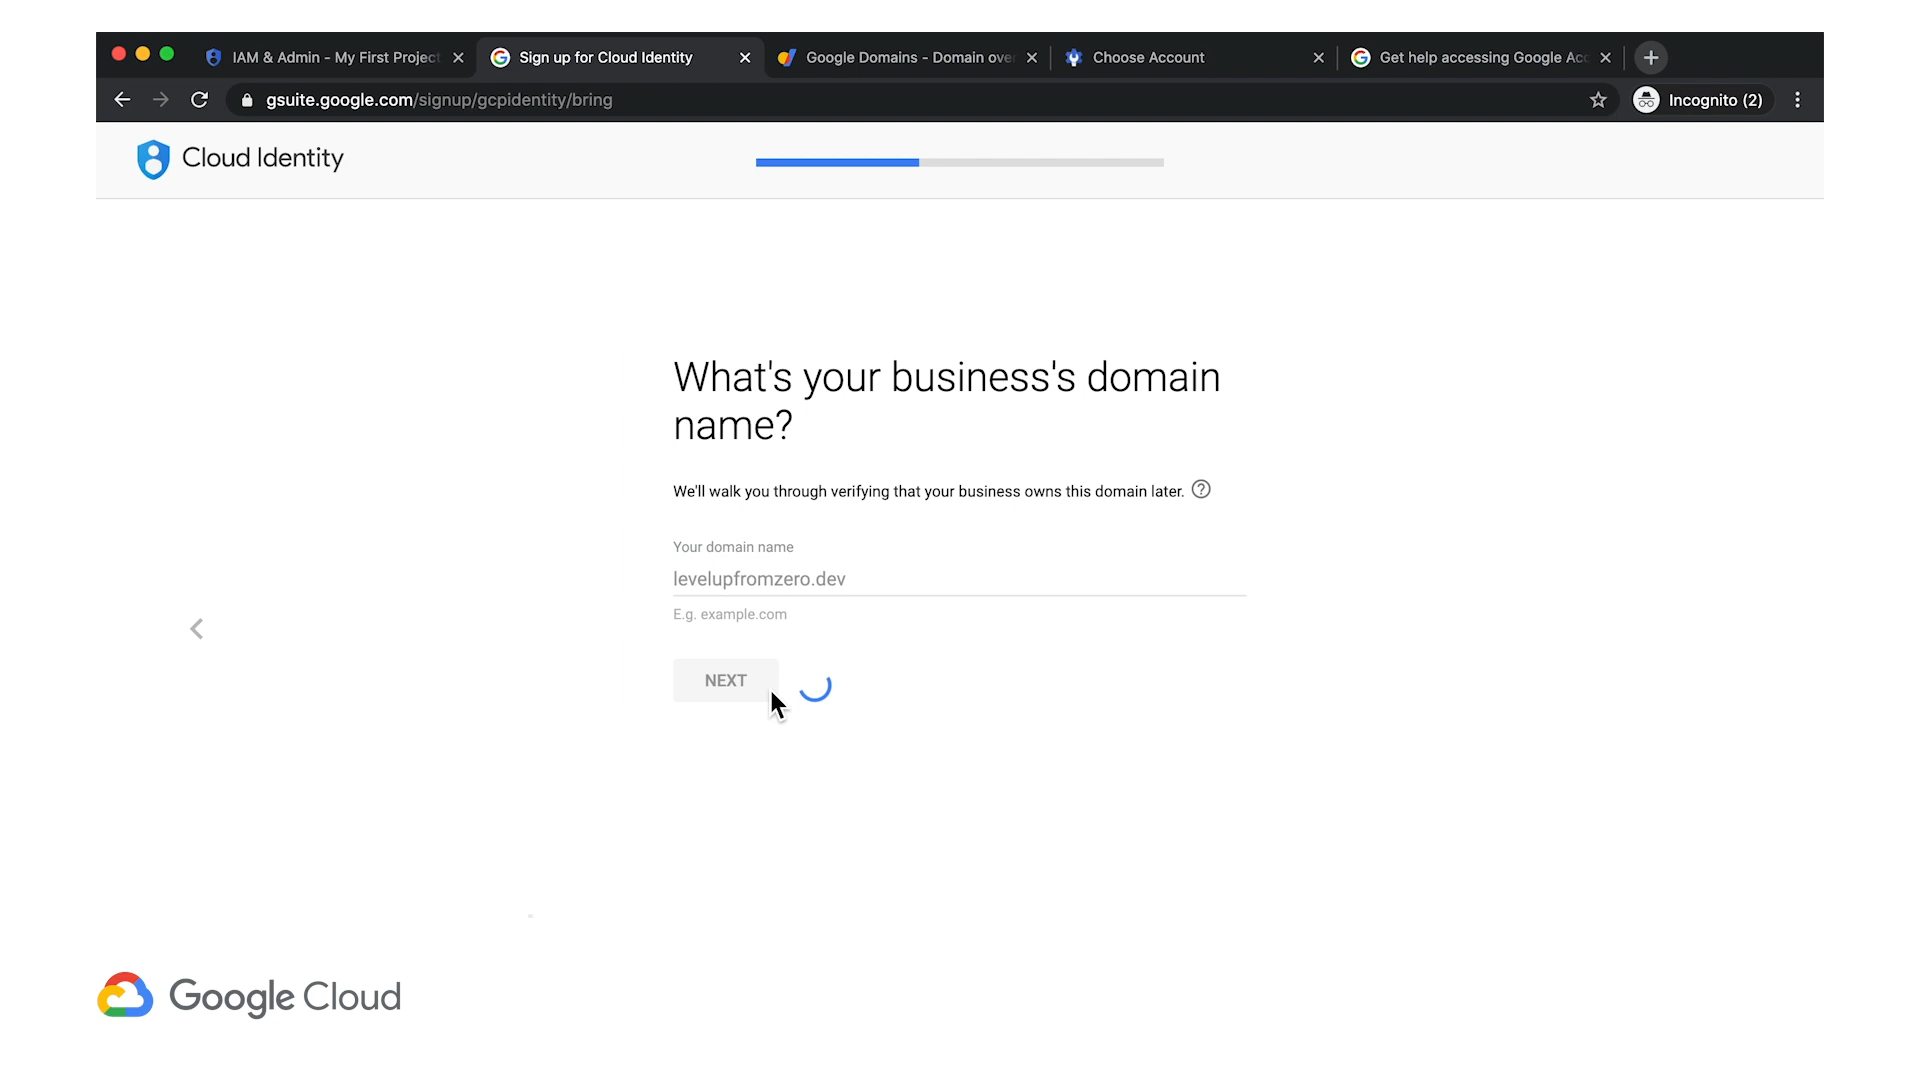 IAM & Admin - My First Project
Sign up for Cloud Identity
Google Domains - Domain over
Choose Account
Get help accessing Google Acc
gsuite.google.com/signup/gcpidentity/bring
Incognito (2)
Cloud Identity
What's your business's domain
name?
We'll walk you through verifying that your business owns this domain later.
Your domain name
levelupfromzero.dev
E.g. example.com
NEXT
Google Cloud